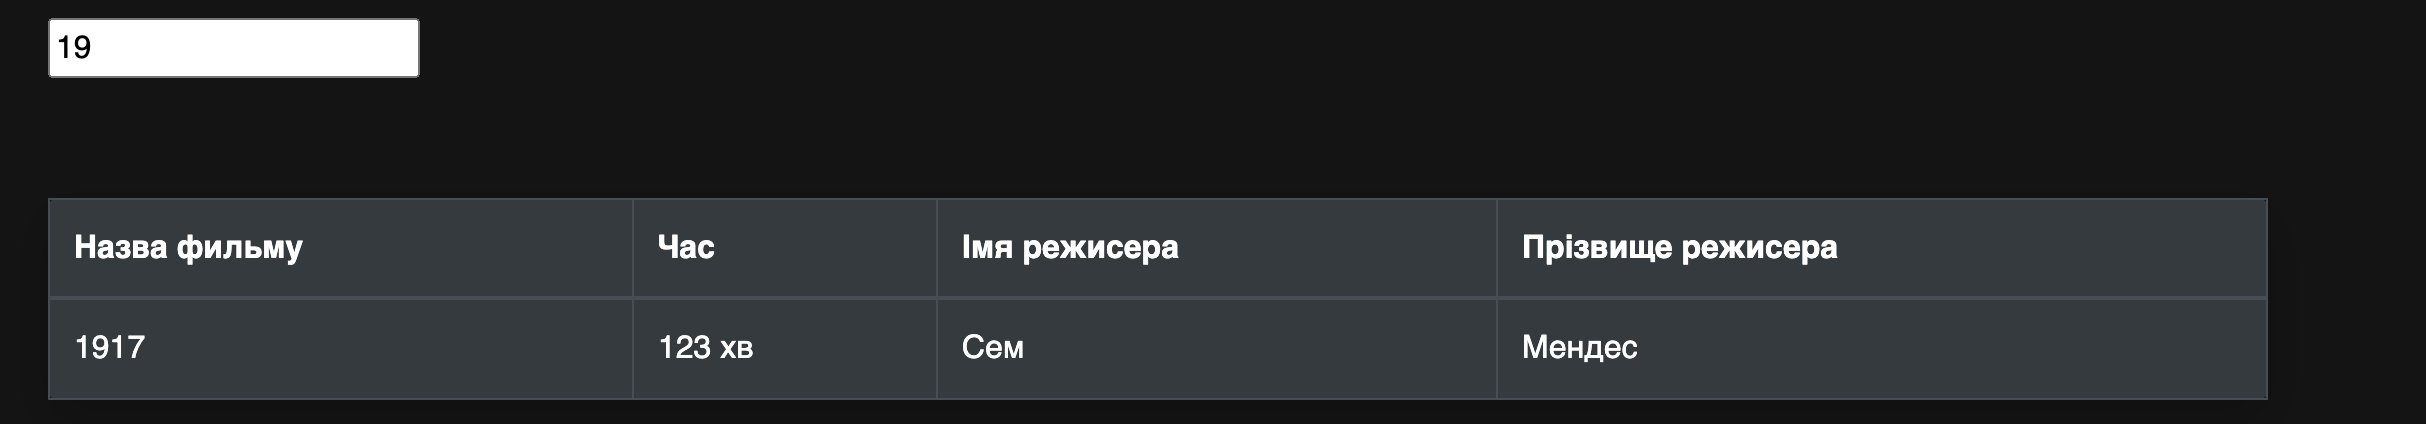 19
Назва фильму Час Імя режисера Прізвище режисера
1917 123 хв Сем Мендес